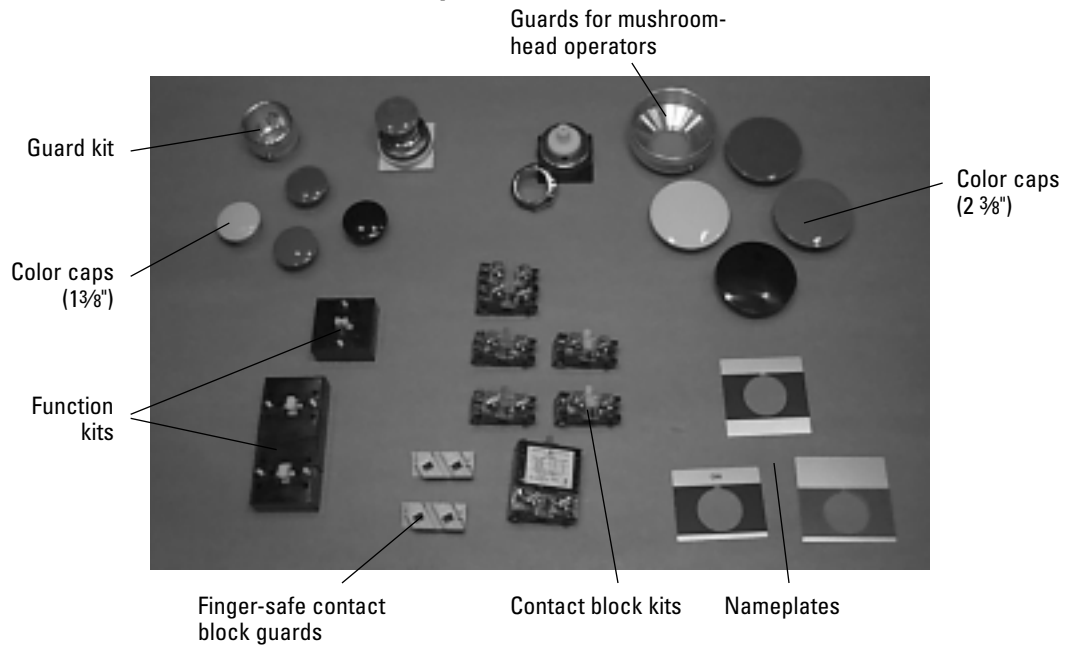 Guards for mushroom-
head operators
Guard kit
Color caps
(2 ⅜")
Color caps
(1⅜")
Function
kits
Finger-safe contact
block guards
Contact block kits
Nameplates